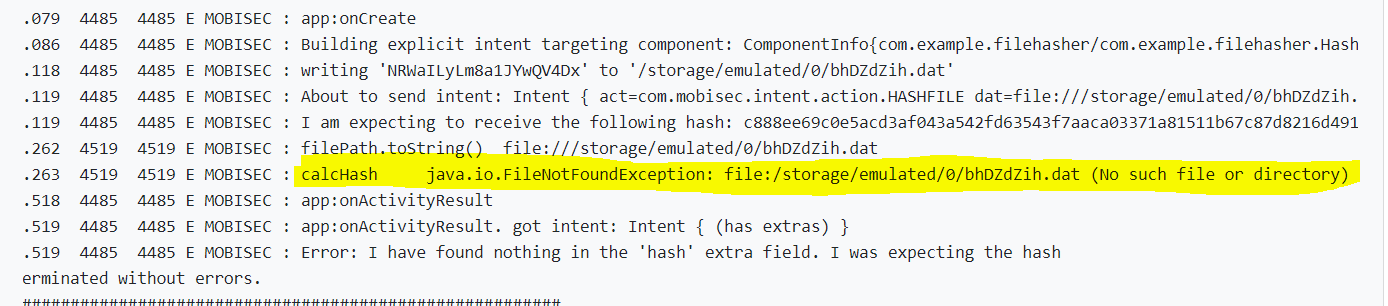 .079 4485 4485 E MOBISEC : app:onCreate
.086 4485 4485 E MOBISEC : Building explicit intent targeting component: ComponentInfo{com.example.filehasher/com.example.filehasher.Hash
.118 4485 4485 E MOBISEC : writing 'NRWaILyLm8a1JYwQV4Dx' to '/storage/emulated/0/bhDZdZih.dat'
.119 4485 4485 E MOBISEC : About to send intent: Intent { act=com.mobisec.intent.action.HASHFILE dat=file:///storage/emulated/0/bhDZdZih.
.119 4485 4485 E MOBISEC : I am expecting to receive the following hash: c888ee69c0e5acd3af043a542fd63543f7aaca03371a81511b67c87d8216d491
.262 4519 4519 E MOBISEC : filePath.toString() file:///storage/emulated/0/bhDZdZih.dat
.263 4519 4519 E MOBISEC : calcHash java.io.FileNotFoundException: file:/storage/emulated/0/bhDZdZih.dat (No such file or directory)
.518 4485 4485 E MOBISEC : app:onActivityResult
.519 4485 4485 E MOBISEC : app:onActivityResult. got intent: Intent { (has extras) }
.519 4485 4485 E MOBISEC : Error: I have found nothing in the 'hash' extra field. I was expecting the hash
erminated without errors.
########################################################